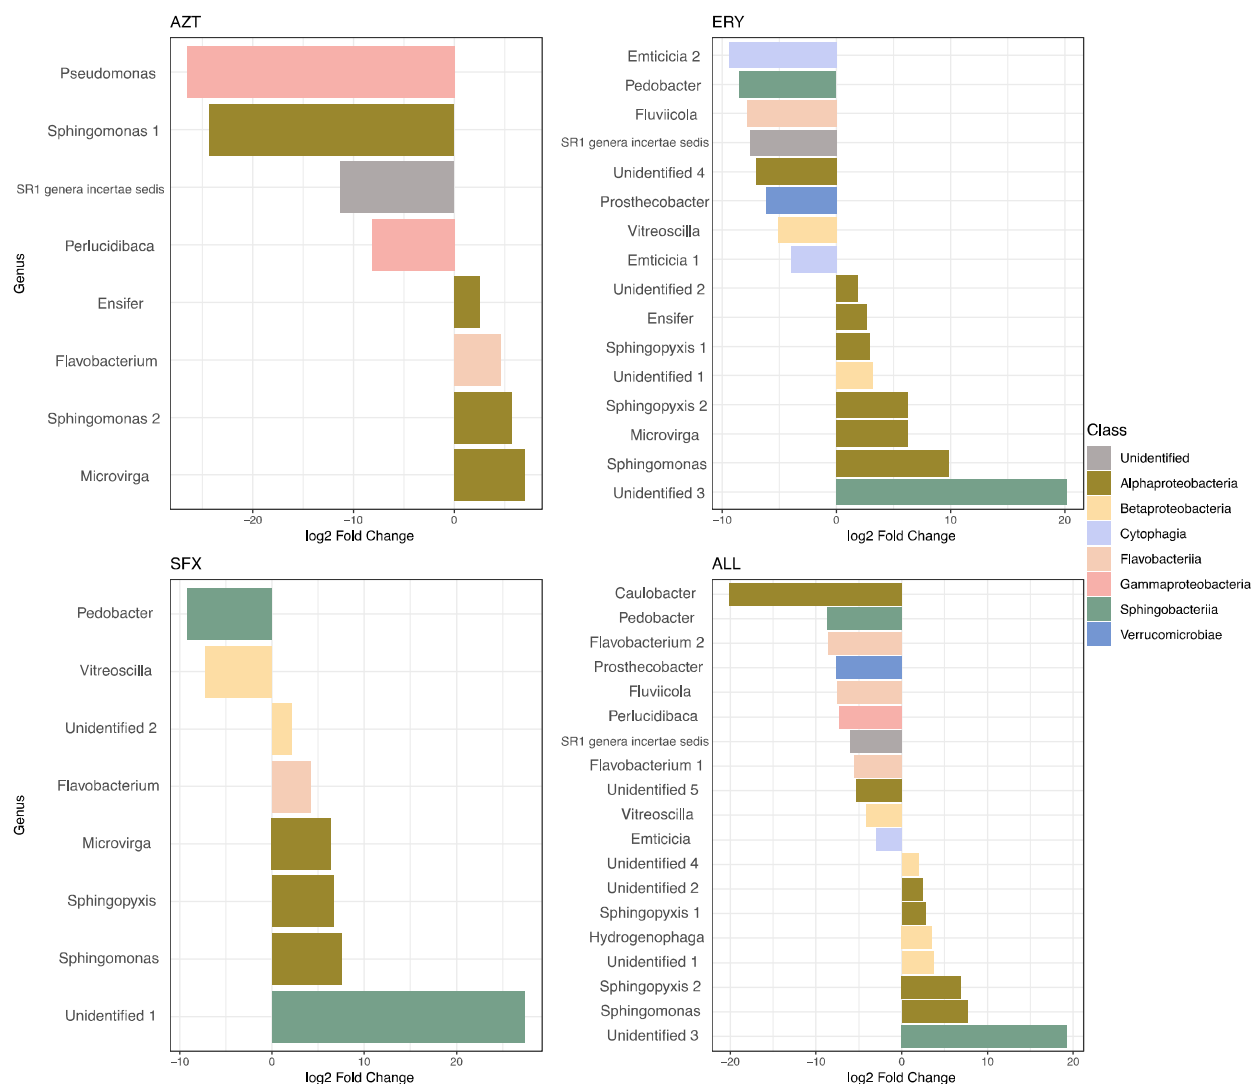 AZT
Genus
Pseudomonas
Sphingomonas 1
SR1 genera incertae sedis
Perlucidibaca
Ensifer
Flavobacterium
Sphingomonas 2
Microvirga
−20
−10
0
log2 Fold Change
ERY
Emticicia 2
Pedobacter
Fluviicola
SR1 genera incertae sedis
Unidentified 4
Prosthecobacter
Vitreoscilla
Emticicia 1
Unidentified 2
Ensifer
Sphingopyxis 1
Unidentified 1
Sphingopyxis 2
Microvirga
Sphingomonas
Unidentified 3
−10
0
10
20
log2 Fold Change
SFX
Genus
Pedobacter
Vitreoscilla
Unidentified 2
Flavobacterium
Microvirga
Sphingopyxis
Sphingomonas
Unidentified 1
−10
0
10
20
log2 Fold Change
ALL
Caulobacter
Pedobacter
Flavobacterium 2
Prosthecobacter
Fluviicola
Perlucidibaca
SR1 genera incertae sedis
Flavobacterium 1
Unidentified 5
Vitreoscilla
Emticicia
Unidentified 4
Unidentified 2
Sphingopyxis 1
Hydrogenophaga
Unidentified 1
Sphingopyxis 2
Sphingomonas
Unidentified 3
−20
−10
0
10
20
log2 Fold Change
Class
Unidentified
Alphaproteobacteria
Betaproteobacteria
Cytophagia
Flavobacteriia
Gammaproteobacteria
Sphingobacteriia
Verrucomicrobiae